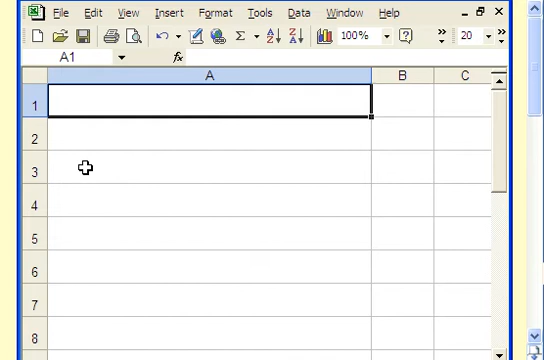 File Edit View Insert Format Tools Data Window Help
Σ A Z Z A 100% 20
A1 fx
A B C
1
2
3
4
5
6
7
8